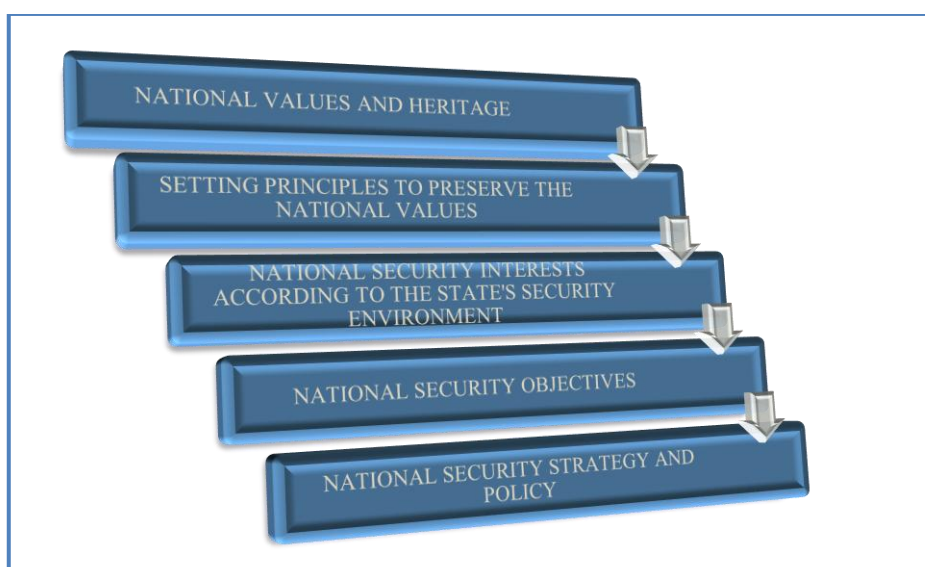 NATIONAL VALUES AND HERITAGE
SETTING PRINCIPLES TO PRESERVE THE
NATIONAL VALUES
NATIONAL SECURITY INTERESTS
ACCORDING TO THE STATE'S SECURITY
ENVIRONMENT
NATIONAL SECURITY OBJECTIVES
NATIONAL SECURITY STRATEGY AND
POLICY